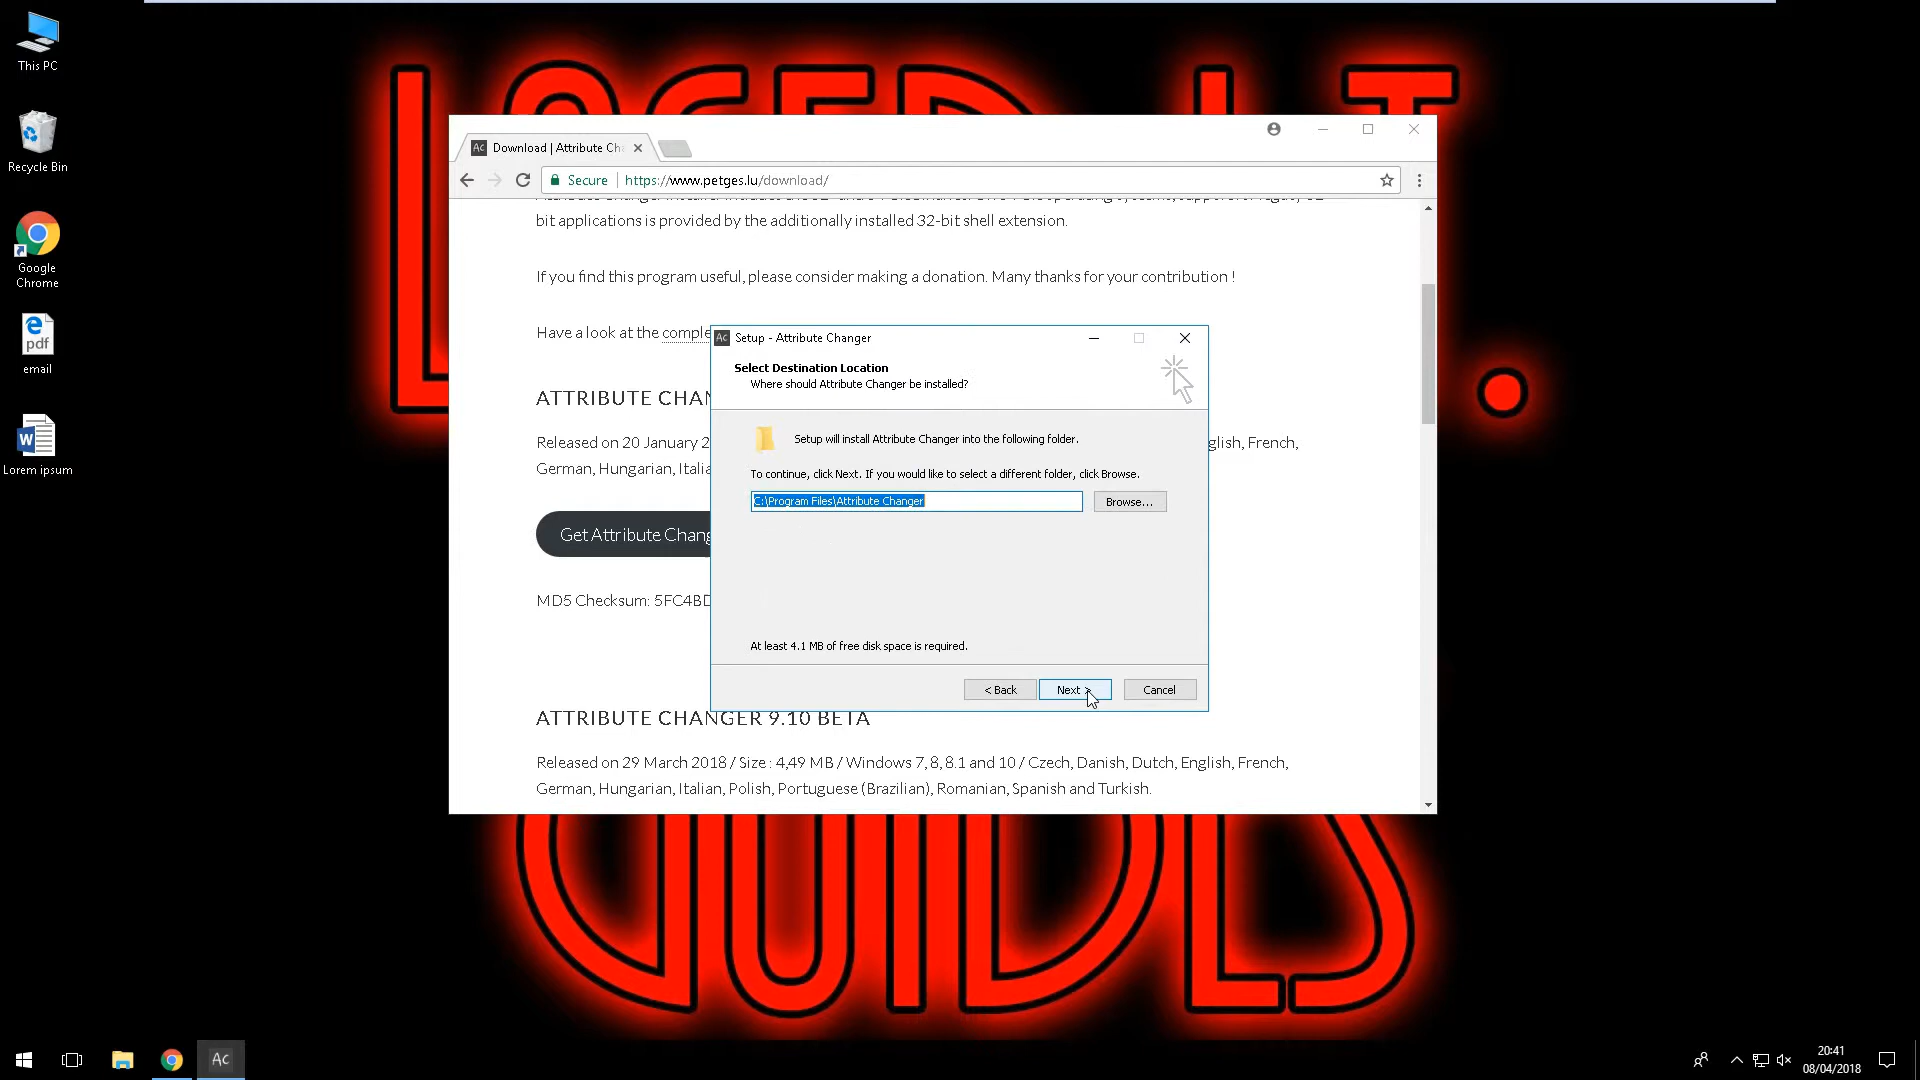 This PC
Recycle Bin
Google
Chrome
pdf
email
W
Lorem ipsum
Ac Download | Attribute Ch
Secure
https://www.petges.lu/download/
bit applications is provided by the additionally installed 32-bit shell extension.
If you find this program useful, please consider making a donation. Many thanks for your contribution !
Have a look at the comple
ATTRIBUTE CHAN
Released on 20 January 2
glish, French,
German, Hungarian, Italia
Get Attribute Chang
MD5 Checksum: 5FC4BD
Ac Setup - Attribute Changer
Select Destination Location
Where should Attribute Changer be installed?
Setup will install Attribute Changer into the following folder.
To continue, click Next. If you would like to select a different folder, click Browse.
C:\Program Files\Attribute Changer
Browse...
At least 4.1 MB of free disk space is required.
< Back
Next >
Cancel
ATTRIBUTE CHANGER 9.10 BETA
Released on 29 March 2018 / Size : 4,49 MB / Windows 7, 8, 8.1 and 10 / Czech, Danish, Dutch, English, French,
German, Hungarian, Italian, Polish, Portuguese (Brazilian), Romanian, Spanish and Turkish.
GUIDES
Ac
20:41
08/04/2018